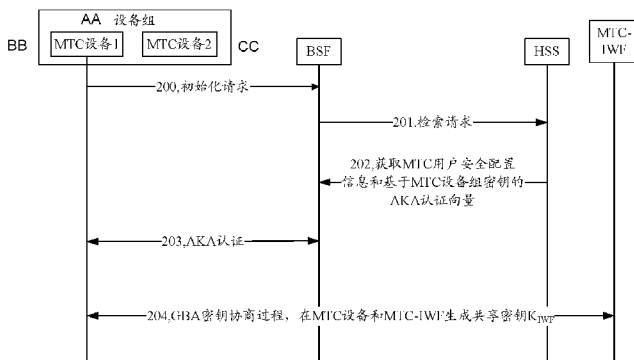 AA 设备组
BB
MTC设备1
MTC设备2
CC
BSF
HSS
MTC-
IWF
200,初始化请求
201.检索请求
202,获取MTC用户安全配置
信息和基于MTC设备组密钥的
AKA认证向量
203,AKA认证
204,GBA密钥协商过程，在MTC设备和MTC-IWF生成共享密钥KIWF